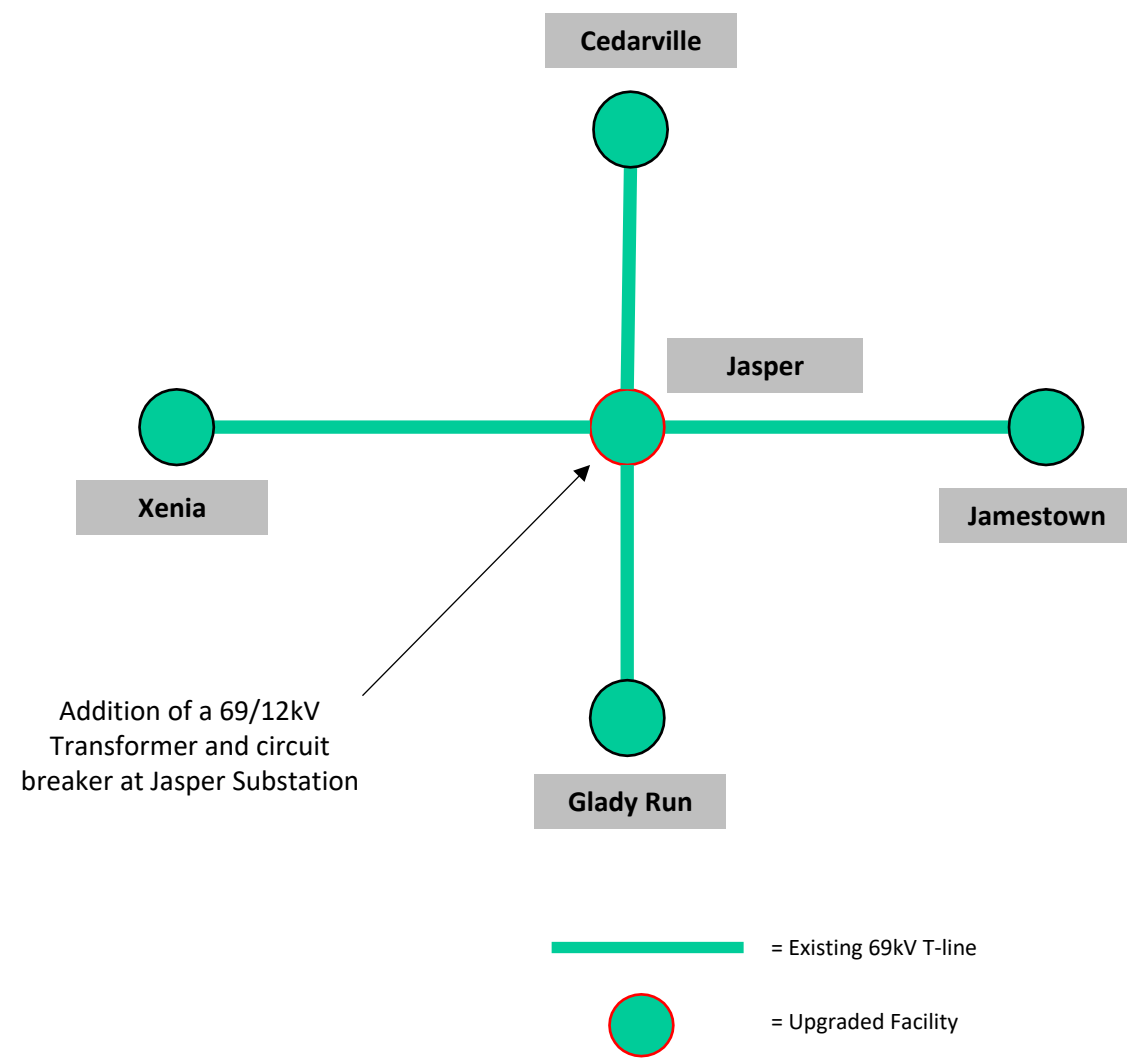 Cedarville
Jasper
Xenia
Jamestown
Addition of a 69/12kV
Transformer and circuit
breaker at Jasper Substation
Glady Run
= Existing 69kV T-line
= Upgraded Facility